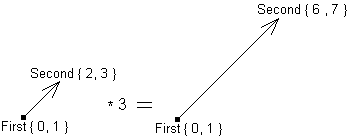 Second { 6 , 7 }
Second { 2, 3 }
* 3 =
First { 0, 1 }
First { 0, 1 }